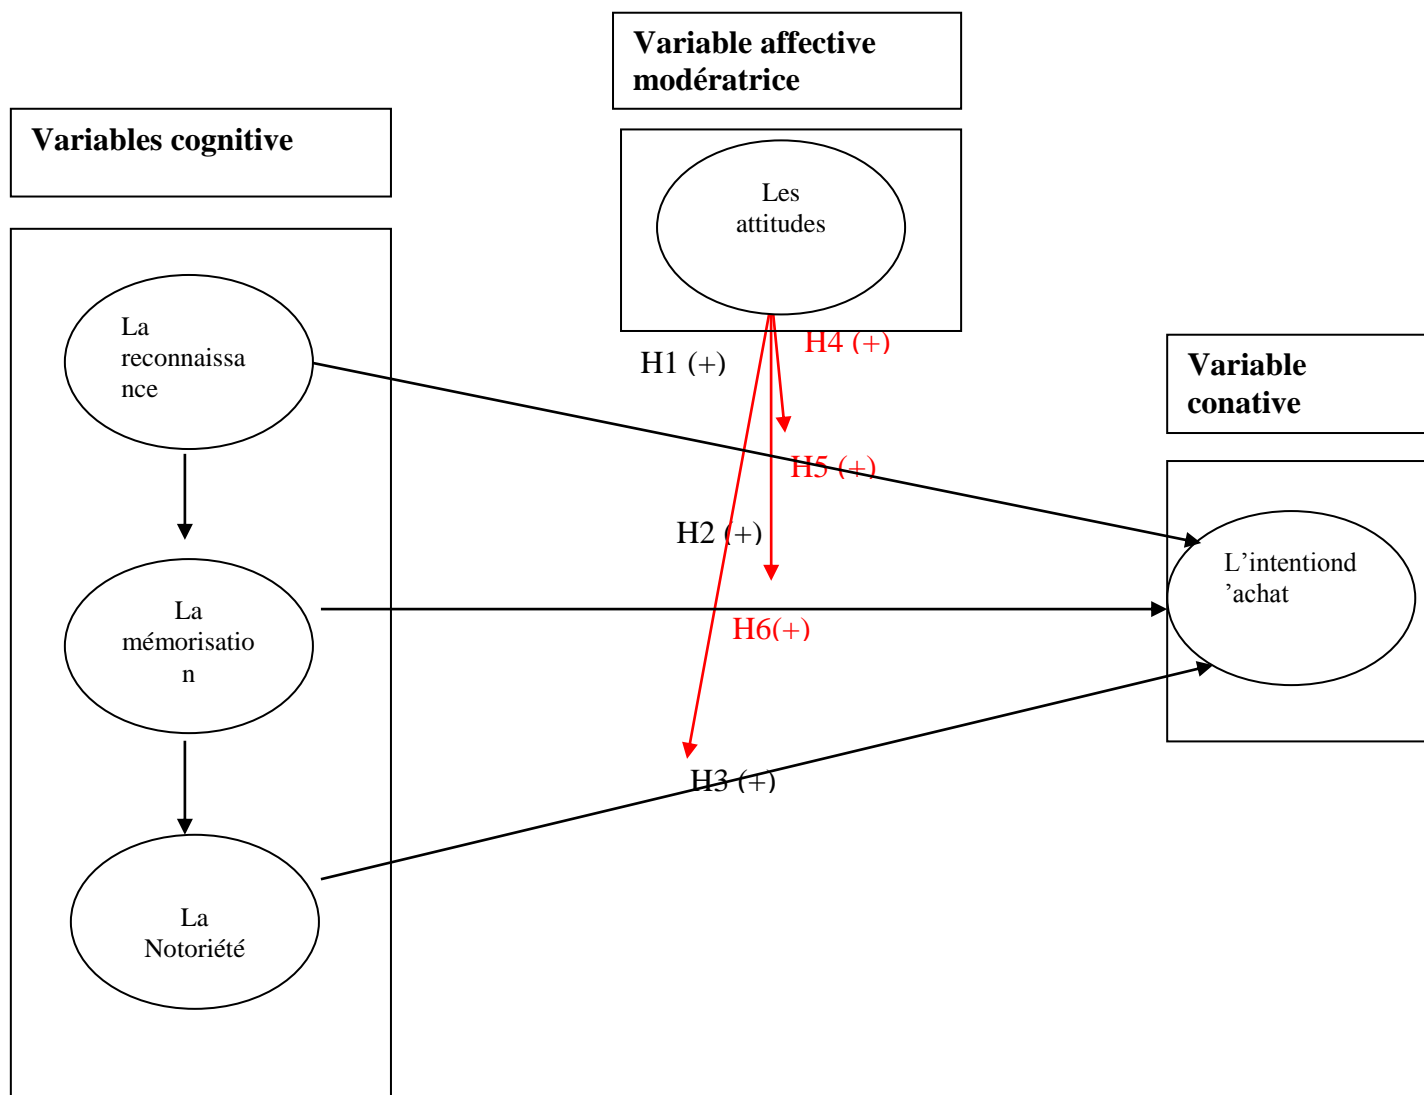 Variable affective
modératrice
Variables cognitive
Les
attitudes
La
reconnaissa
nce
H1 (+)
H4 (+)
Variable
conative
H5 (+)
H2 (+)
L’intentiond
’achat
La
mémorisatio
n
H6(+)
H3 (+)
La
Notoriété